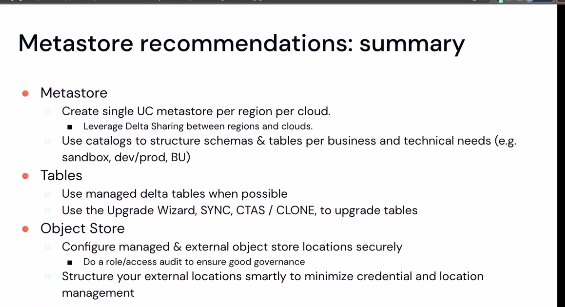 Metastore recommendations: summary
Metastore
Create single UC metastore per region per cloud.
Leverage Delta Sharing between regions and clouds.
Use catalogs to structure schemas & tables per business and technical needs (e.g.
sandbox, dev/prod, BU)
Tables
Use managed delta tables when possible
Use the Upgrade Wizard, SYNC, CTAS / CLONE, to upgrade tables
Object Store
Configure managed & external object store locations securely
Do a role/access audit to ensure good governance
Structure your external locations smartly to minimize credential and location
management